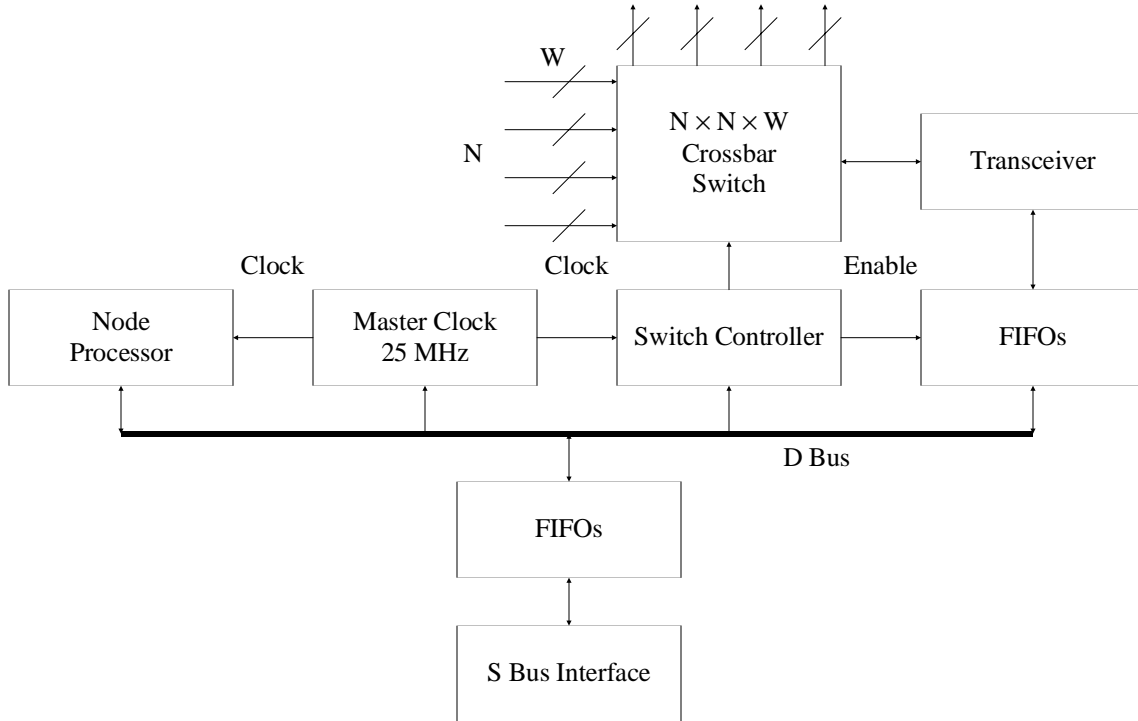 W
N × N × W
Crossbar
Switch
N
Transceiver
Clock
Clock
Enable
Node
Processor
Master Clock
25 MHz
Switch Controller
FIFOs
D Bus
FIFOs
S Bus Interface